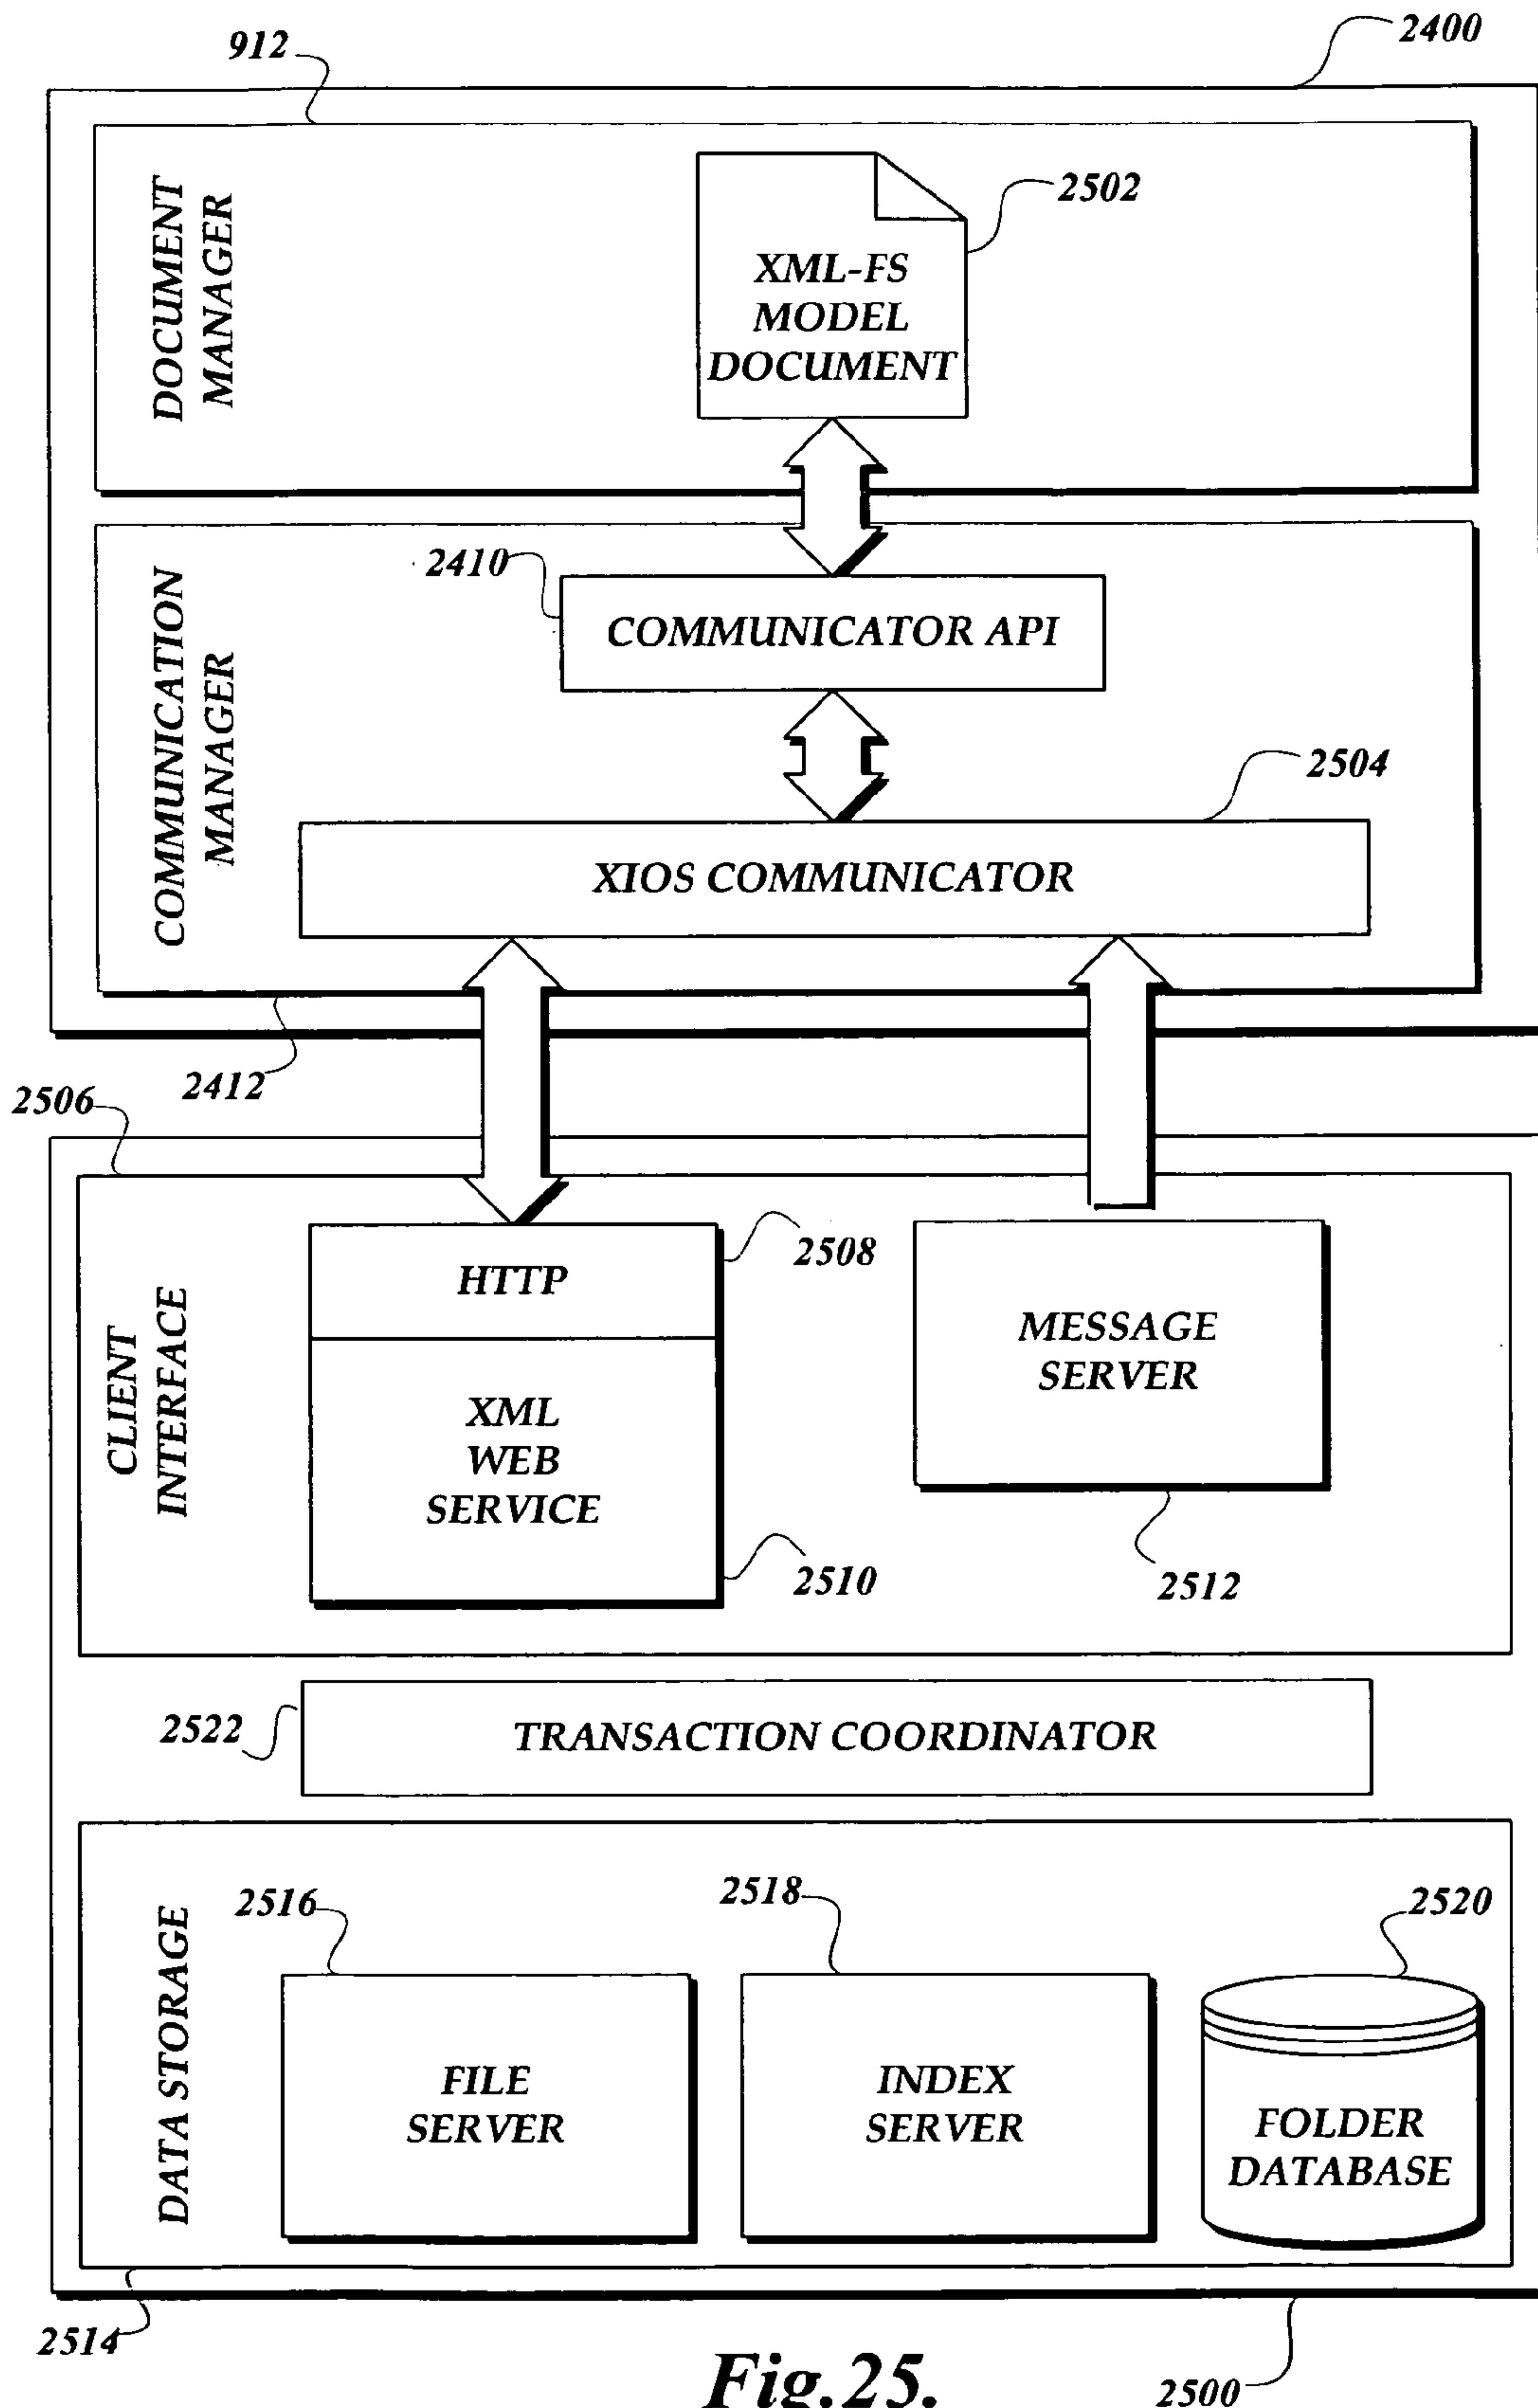 2400
912
DOCUMENT
MANAGER
2502
XML-FS
MODEL
DOCUMENT
COMMUNICATION
MANAGER
2410
COMMUNICATOR API
2504
XIOS COMMUNICATOR
2412
2506
CLIENT
INTERFACE
HTTP
2508
XML
WEB
SERVICE
2510
MESSAGE
SERVER
2512
2522
TRANSACTION COORDINATOR
DATA STORAGE
2516
FILE
SERVER
2518
INDEX
SERVER
2520
FOLDER
DATABASE
2514
2500
Fig.25.